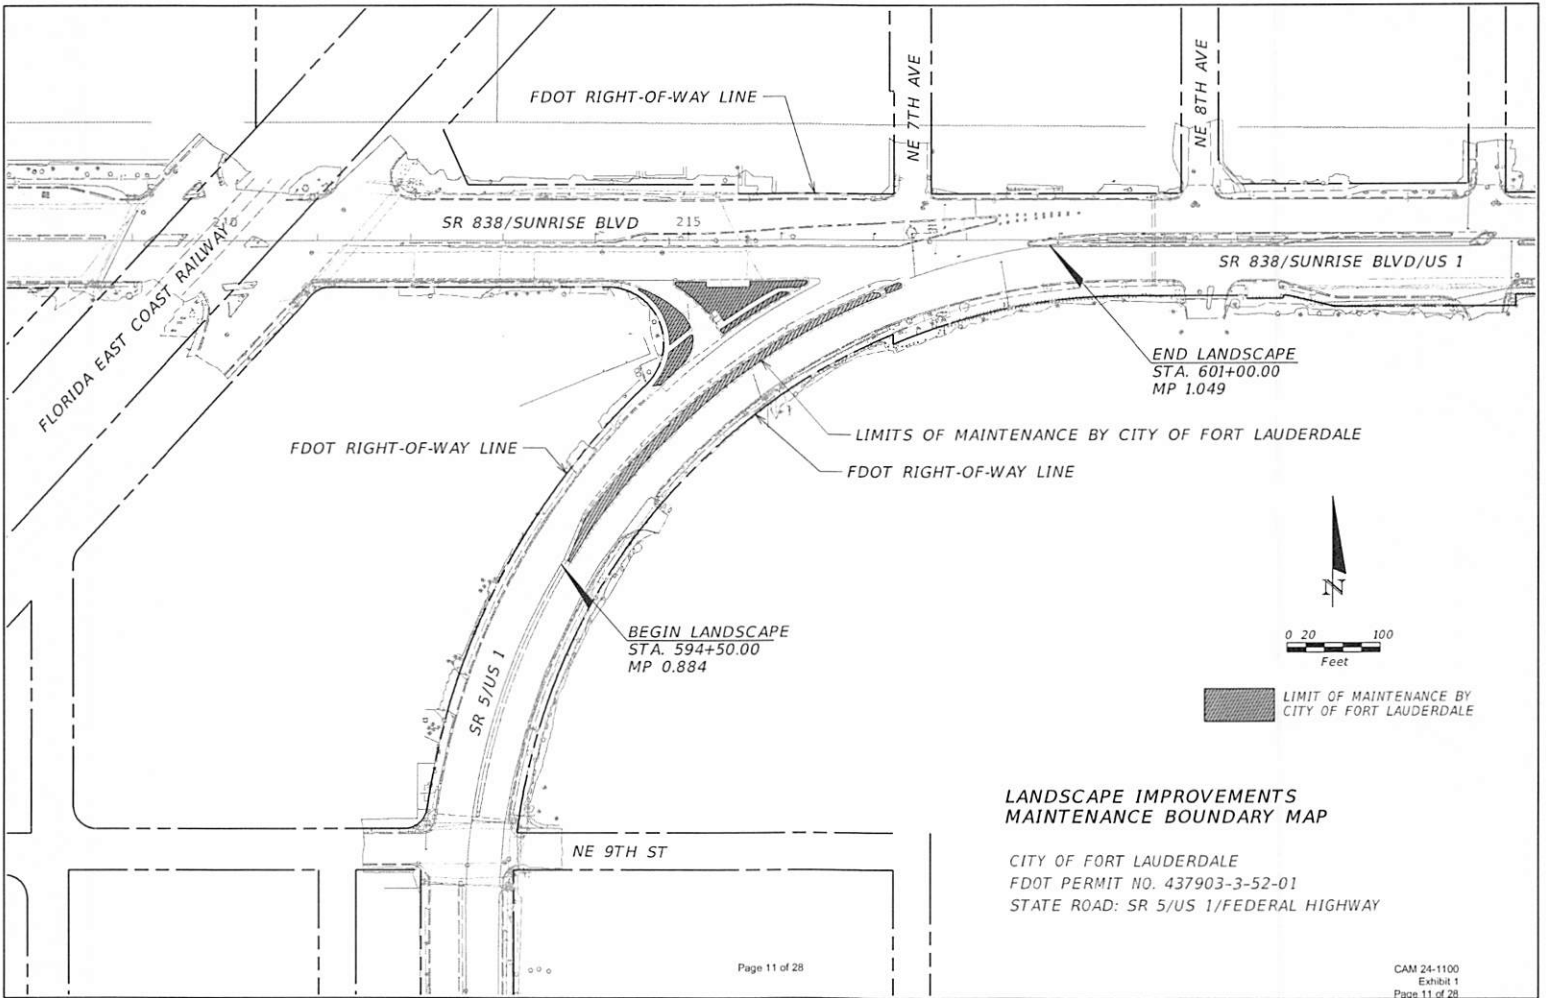 FDOT RIGHT-OF-WAY LINE
NE 7TH AVE
NE 8TH AVE
SR 838/SUNRISE BLVD
210
215
SR 838/SUNRISE BLVD/US 1
FLORIDA EAST COAST RAILWAY
END LANDSCAPE
STA. 601+00.00
MP 1.049
LIMITS OF MAINTENANCE BY CITY OF FORT LAUDERDALE
FDOT RIGHT-OF-WAY LINE
FDOT RIGHT-OF-WAY LINE
N
BEGIN LANDSCAPE
STA. 594+50.00
MP 0.884
0 20 100
Feet
SR 5/US 1
LIMIT OF MAINTENANCE BY
CITY OF FORT LAUDERDALE
LANDSCAPE IMPROVEMENTS
MAINTENANCE BOUNDARY MAP
NE 9TH ST
CITY OF FORT LAUDERDALE
FDOT PERMIT NO. 437903-3-52-01
STATE ROAD: SR 5/US 1/FEDERAL HIGHWAY
Page 11 of 28
CAM 24-1100
Exhibit 1
Page 11 of 28